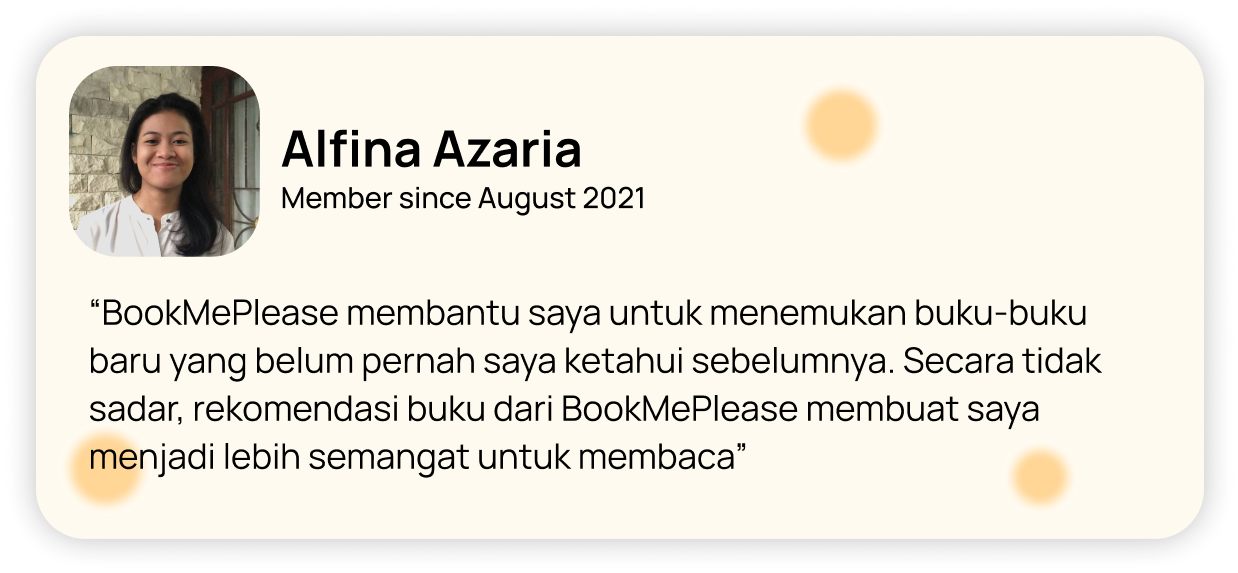 Alfina Azaria
Member since August 2021
“BookMePlease membantu saya untuk menemukan buku-buku
baru yang belum pernah saya ketahui sebelumnya. Secara tidak
sadar, rekomendasi buku dari BookMePlease membuat saya
menjadi lebih semangat untuk membaca”